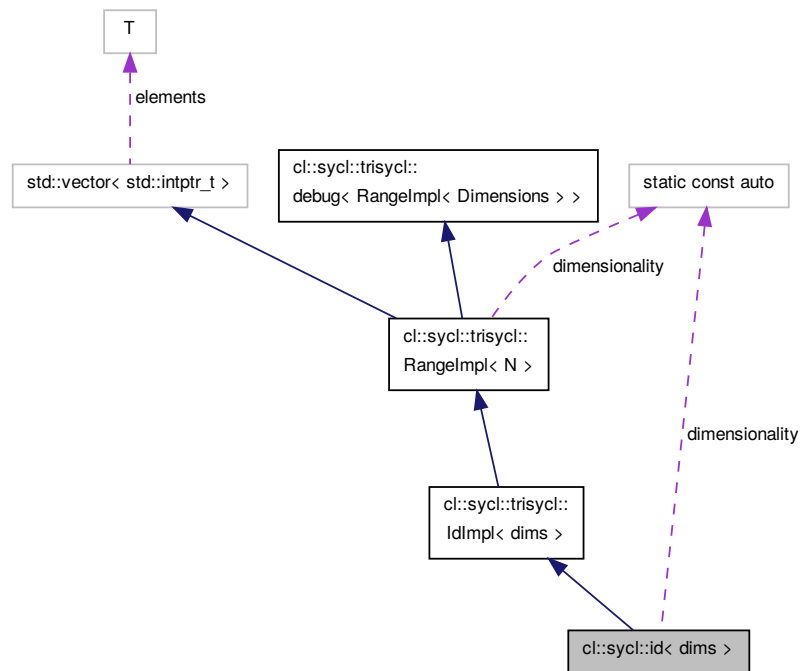 T
elements
std::vector< std::intptr_t >
cl::sycl::trisycl::
debug< RangeImpl< Dimensions > >
static const auto
dimensionality
cl::sycl::trisycl::
RangeImpl< N >
dimensionality
cl::sycl::trisycl::
IdImpl< dims >
cl::sycl::id< dims >